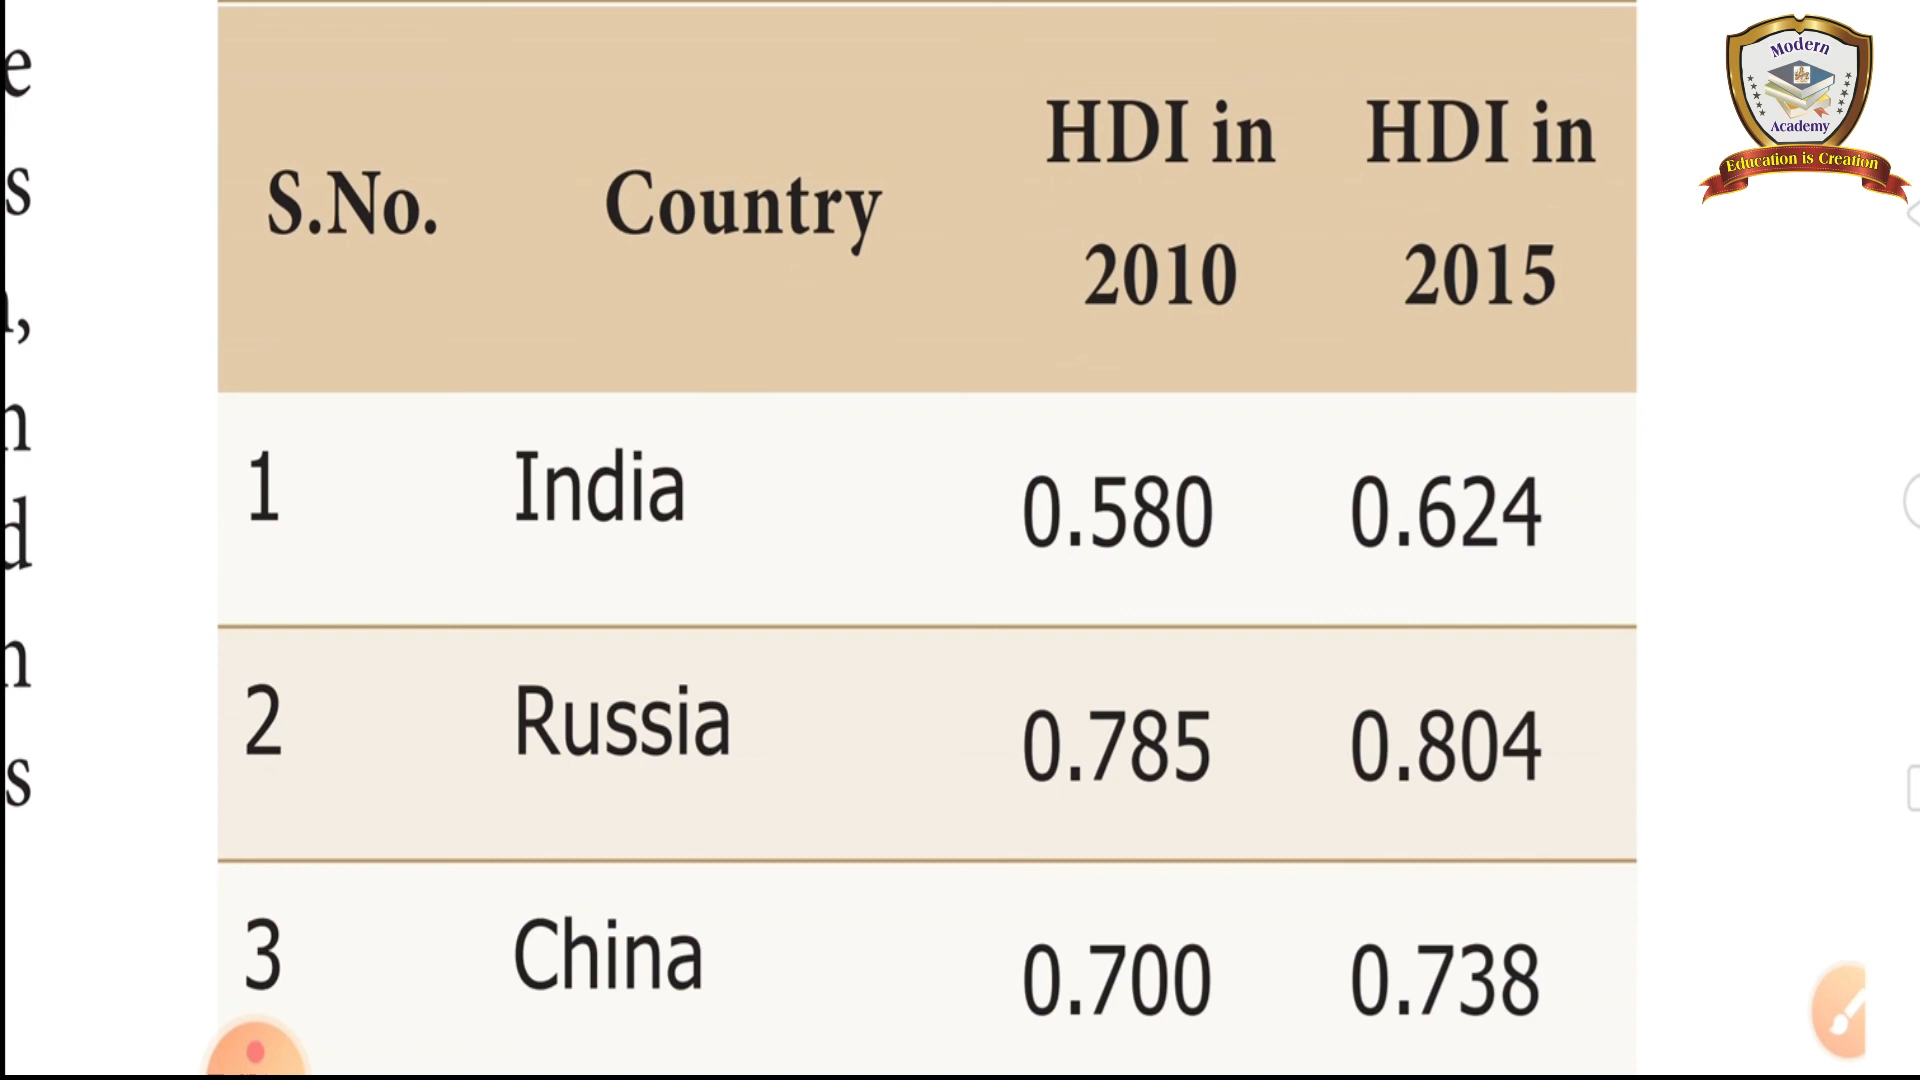 HDI in HDI in
S.No. Country
2010 2015
1 India 0.580 0.624
2 Russia 0.785 0.804
3 China 0.700 0.738
Modern
Academy
Education is Creation
e
s
,
n
d
n
s